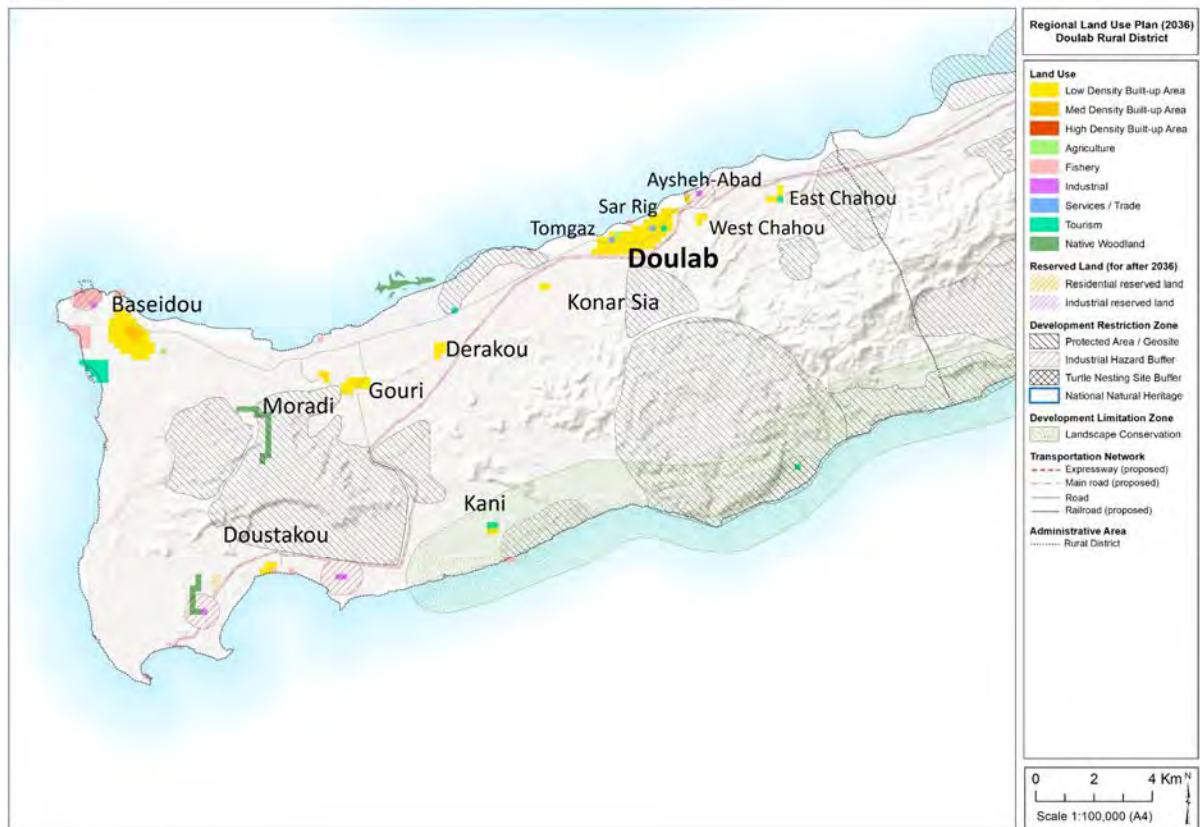 Regional Land Use Plan (2036)
Doulab Rural District
Land Use
Low Density Built-up Area
Med Density Built-up Area
High Density Built-up Area
Agriculture
Fishery
Industrial
Services / Trade
Tourism
Native Woodland
Reserved Land (for after 2036)
Residential reserved land
Industrial reserved land
Development Restriction Zone
Protected Area / Geosite
Industrial Hazard Buffer
Turtle Nesting Site Buffer
National Natural Heritage
Development Limitation Zone
Landscape Conservation
Transportation Network
Expressway (proposed)
Main road (proposed)
Road
Railroad (proposed)
Administrative Area
Rural District
0 2 4 Km
N
Scale 1:100,000 (A4)
Aysheh-Abad
East Chahou
Sar Rig
West Chahou
Tomgaz
Doulab
Konar Sia
Baseidou
Derakou
Gouri
Moradi
Kani
Doustakou